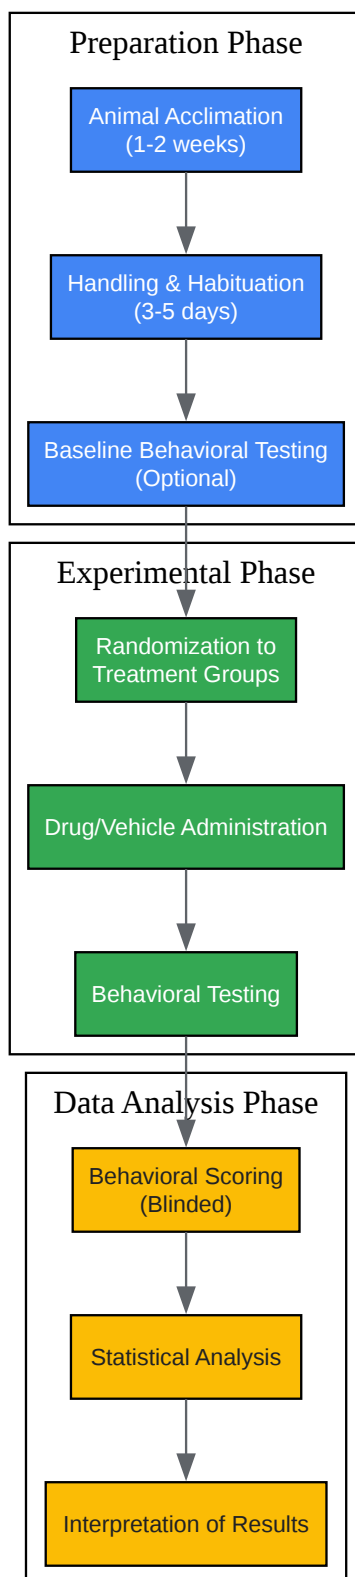 Preparation Phase
Animal Acclimation
(1-2 weeks)
Handling & Habituation
(3-5 days)
Baseline Behavioral Testing
(Optional)
Experimental Phase
Randomization to
Treatment Groups
Drug/Vehicle Administration
Behavioral Testing
Data Analysis Phase
Behavioral Scoring
(Blinded)
Statistical Analysis
Interpretation of Results